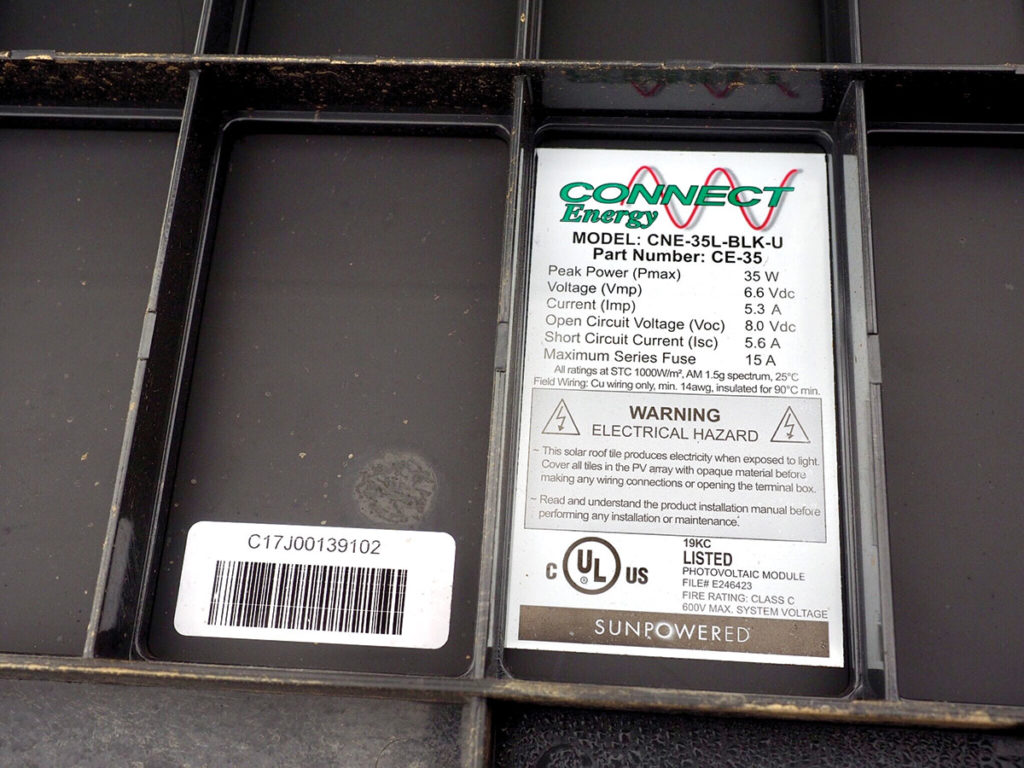 CONNECT
Energy
MODEL: CNE-35L-BLK-U
Part Number: CE-35
Peak Power (Pmax) 35 W
Voltage (Vmp) 6.6 Vdc
Current (Imp) 5.3 A
Open Circuit Voltage (Voc) 8.0 Vdc
Short Circuit Current (Isc) 5.6 A
Maximum Series Fuse 15 A
All ratings at STC 1000W/m², AM 1.5g spectrum, 25°C
Field Wiring: Cu wiring only, min. 14awg, insulated for 90°C min.
WARNING
ELECTRICAL HAZARD
~ This solar roof tile produces electricity when exposed to light.
Cover all tiles in the PV array with opaque material before
making any wiring connections or opening the terminal box.
~ Read and understand the product installation manual before
performing any installation or maintenance.
C UL US
®
19KC
LISTED
PHOTOVOLTAIC MODULE
FILE# E246423
FIRE RATING: CLASS C
600V MAX. SYSTEM VOLTAGE
SUNPOWERED
C17J00139102